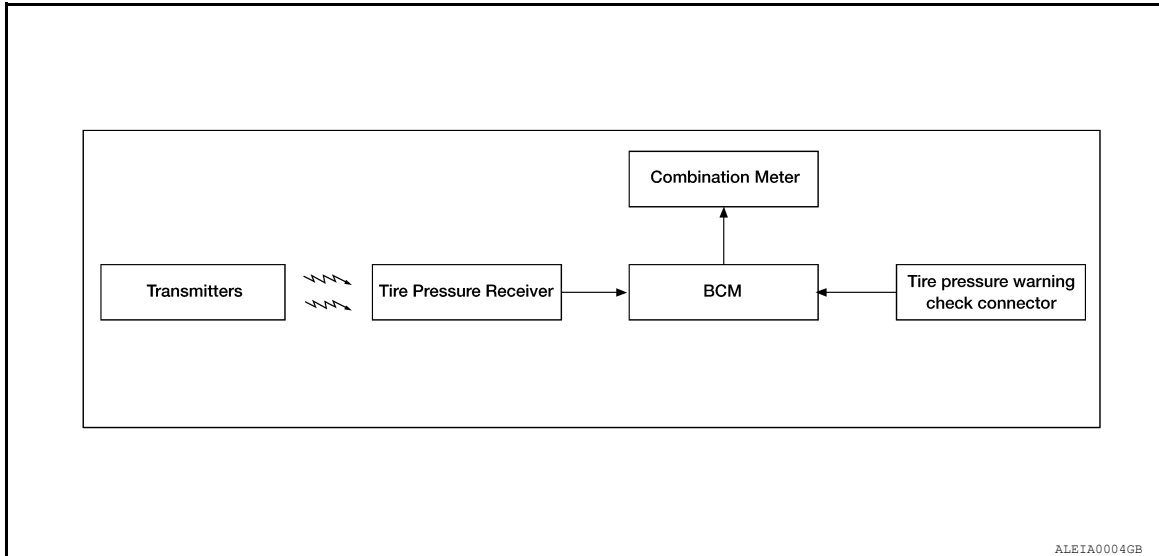 Combination Meter
Transmitters
Tire Pressure Receiver
BCM
Tire pressure warning
check connector
ALEIA0004GB